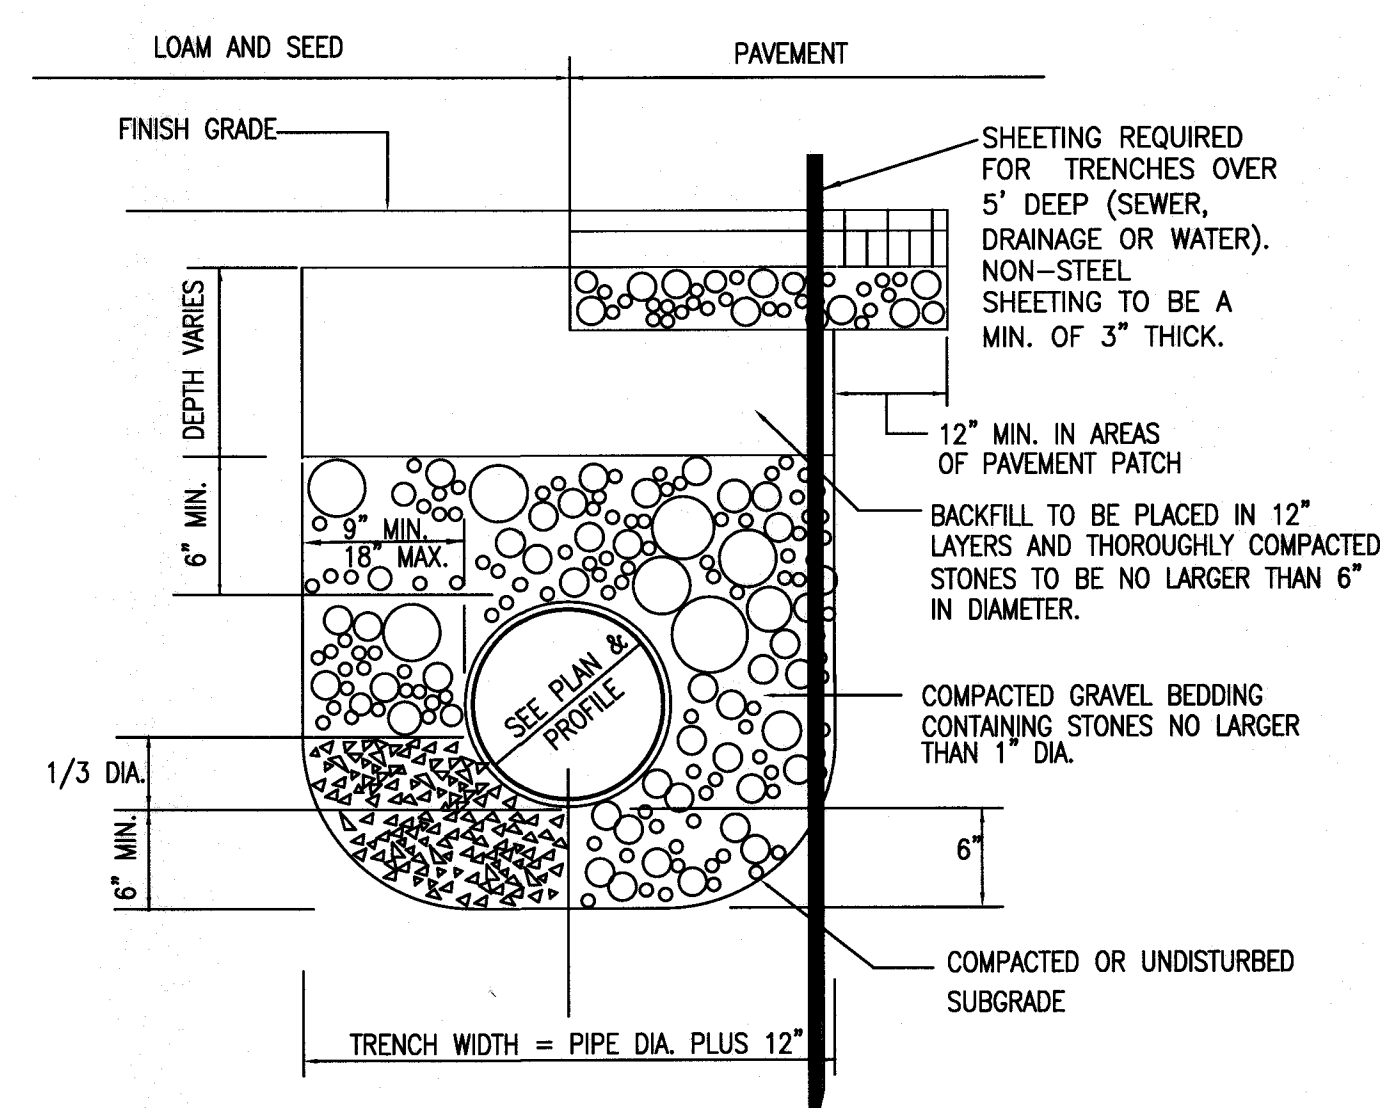 LOAM AND SEED
PAVEMENT
FINISH GRADE
SHEETING REQUIRED
FOR TRENCHES OVER
5' DEEP (SEWER,
DRAINAGE OR WATER).
NON-STEEL
SHEETING TO BE A
MIN. OF 3" THICK.
DEPTH VARIES
12" MIN. IN AREAS
OF PAVEMENT PATCH
6" MIN.
9" MIN.
18" MAX.
BACKFILL TO BE PLACED IN 12"
LAYERS AND THOROUGHLY COMPACTED
STONES TO BE NO LARGER THAN 6"
IN DIAMETER.
SEE PLAN &
PROFILE
COMPACTED GRAVEL BEDDING
CONTAINING STONES NO LARGER
THAN 1" DIA.
1/3 DIA.
6" MIN.
6"
COMPACTED OR UNDISTURBED
SUBGRADE
TRENCH WIDTH = PIPE DIA. PLUS 12"